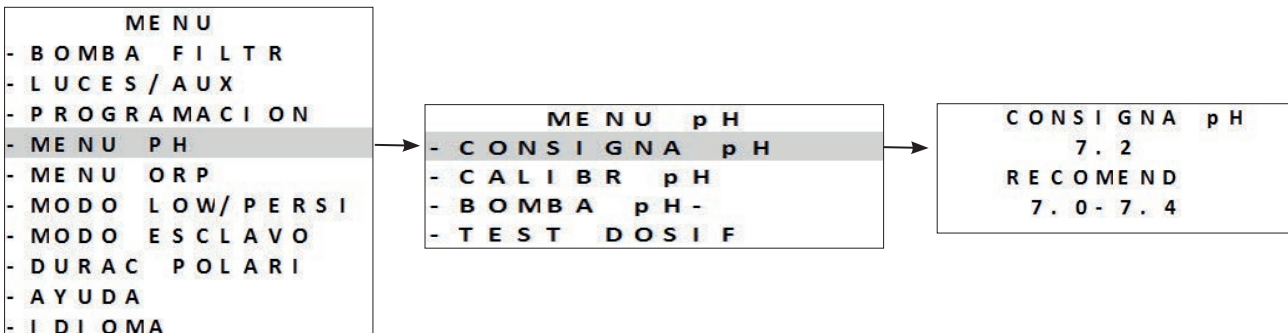 MENU
- BOMBA FILTR
- LUCES/AUX
- PROGRAMACION
- MENU PH
- MENU ORP
- MODO LOW/PERSI
- MODO ESCLAVO
- DURAC POLARI
- AYUDA
- IDIOMA
MENU pH
- CONSIGNA pH
- CALIBR pH
- BOMBA pH-
- TEST DOSIF
CONSIGNA pH
7.2
RECOMEND
7.0-7.4